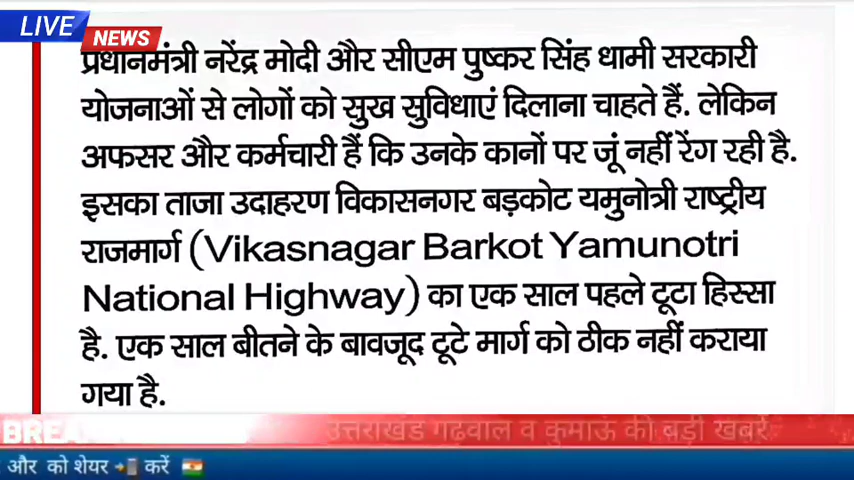 LIVE
NEWS
प्रधानमंत्री नरेंद्र मोदी और सीएम पुष्कर सिंह धामी सरकारी
योजनाओं से लोगों को सुख सुविधाएं दिलाना चाहते हैं. लेकिन
अफसर और कर्मचारी हैं कि उनके कानों पर जूं नहीं रेंग रही है.
इसका ताजा उदाहरण विकासनगर बड़कोट यमुनोत्री राष्ट्रीय
राजमार्ग (Vikasnagar Barkot Yamunotri
National Highway) का एक साल पहले टूटा हिस्सा
है. एक साल बीतने के बावजूद टूटे मार्ग को ठीक नहीं कराया
गया है.
उत्तराखंड गढ़वाल व कुमाऊं की बड़ी खबरें
और को शेयर 📲 करें 🇮🇳